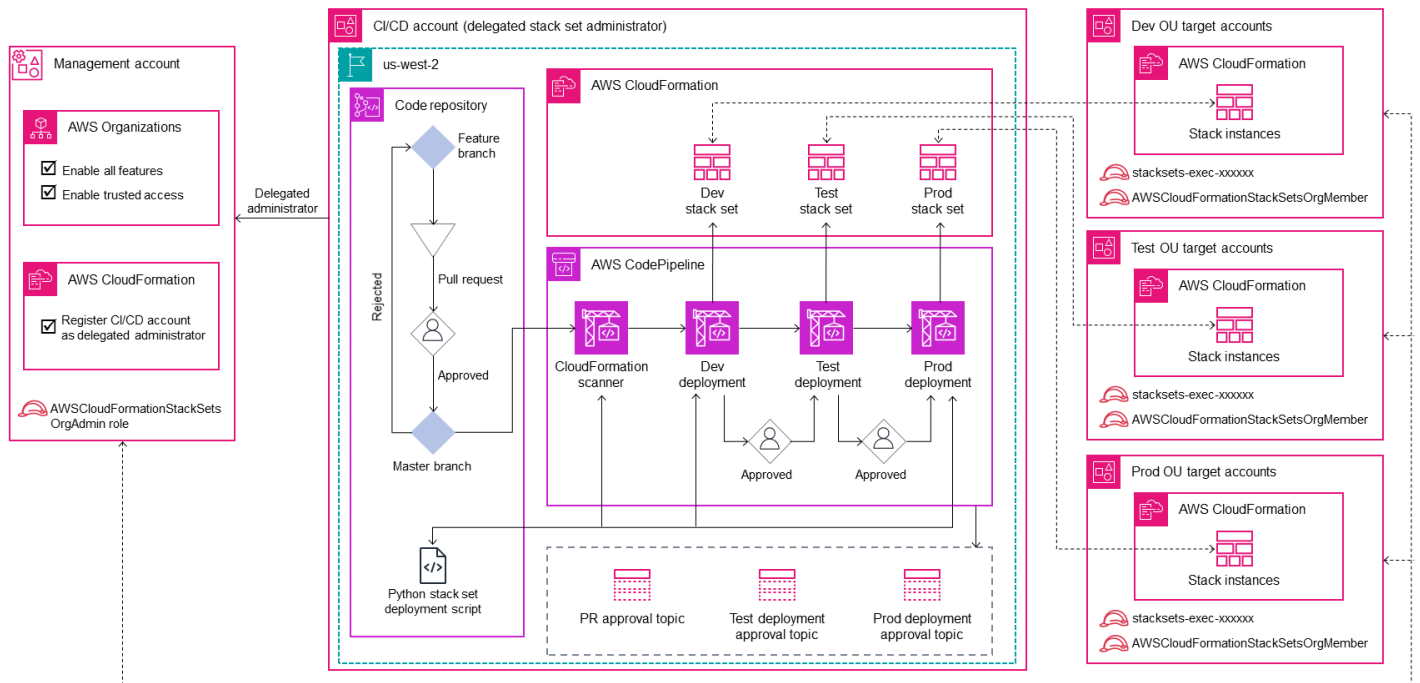 Management account
AWS Organizations
Enable all features
Enable trusted access
AWS CloudFormation
Register CI/CD account
as delegated administrator
AWSCloudFormationStackSets
OrgAdmin role
Delegated
administrator
CI/CD account (delegated stack set administrator)
us-west-2
Code repository
Feature
branch
Pull request
Rejected
Approved
Master branch
Python stack set
deployment script
AWS CloudFormation
Dev
stack set
Test
stack set
Prod
stack set
AWS CodePipeline
CloudFormation
scanner
Dev
deployment
Test
deployment
Prod
deployment
Approved
Approved
PR approval topic
Test deployment
approval topic
Prod deployment
approval topic
Dev OU target accounts
AWS CloudFormation
Stack instances
stacksets-exec-xxxxxx
AWSCloudFormationStackSetsOrgMember
Test OU target accounts
AWS CloudFormation
Stack instances
stacksets-exec-xxxxxx
AWSCloudFormationStackSetsOrgMember
Prod OU target accounts
AWS CloudFormation
Stack instances
stacksets-exec-xxxxxx
AWSCloudFormationStackSetsOrgMember